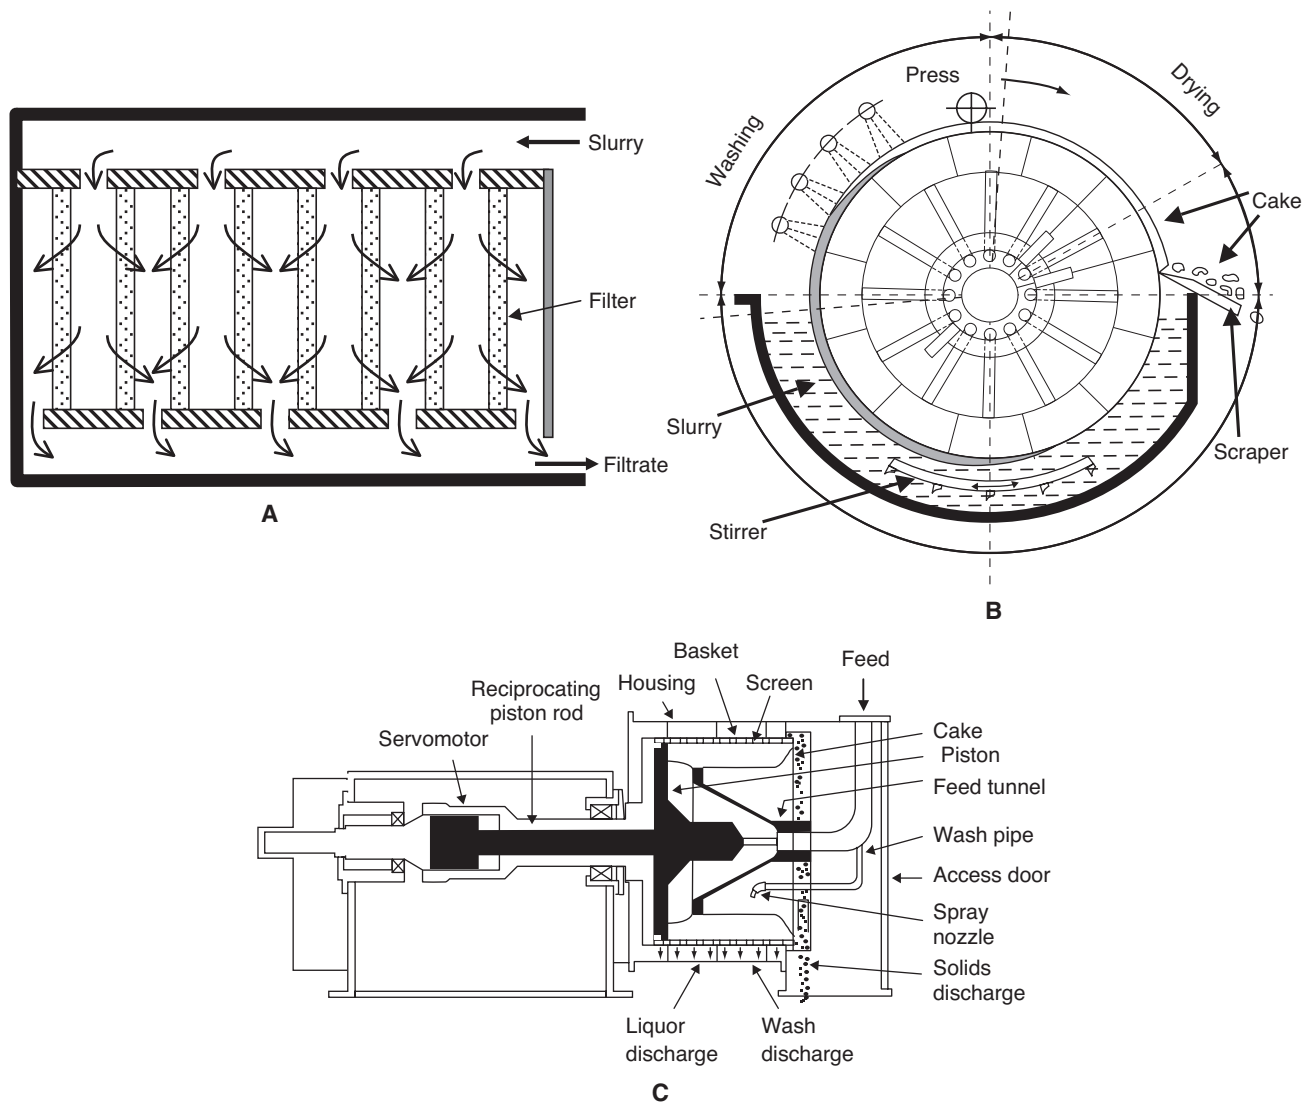 Slurry
Filter
Filtrate
A
Press
Washing
Drying
Cake
Slurry
Stirrer
Scraper
B
Basket
Feed
Housing
Screen
Reciprocating
piston rod
Servomotor
Cake
Piston
Feed tunnel
Wash pipe
Access door
Spray
nozzle
Solids
discharge
Liquor
discharge
Wash
discharge
C